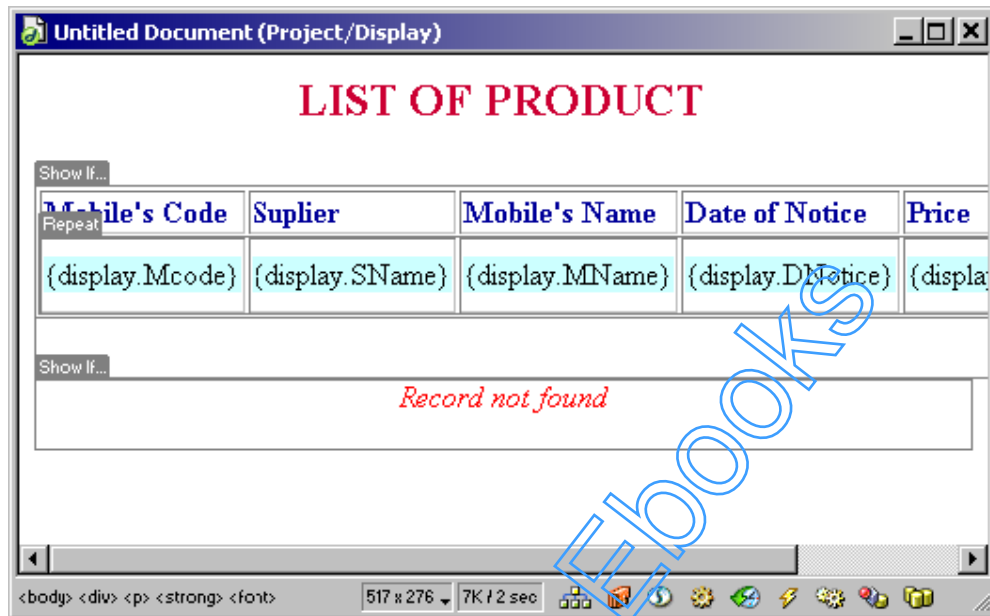 Untitled Document (Project/Display)
LIST OF PRODUCT
Show If...
Mobile's Code Suplier Mobile's Name Date of Notice Price
Repeat
{display.Mcode} {display.SName} {display.MName} {display.DNotice} {displa
Show If...
Record not found
Ebooks
<body> <div> <p> <strong> <font> 517 x 276 7K / 2 sec